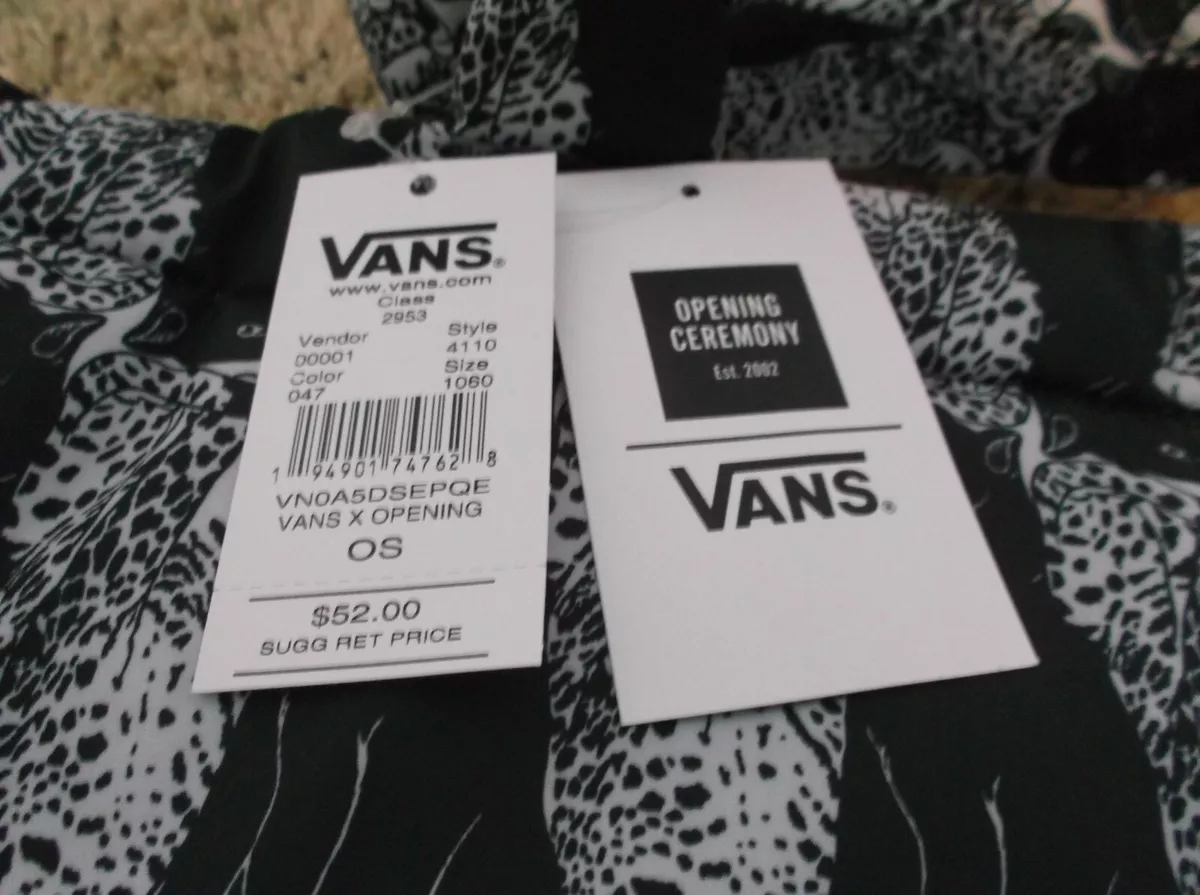 VANS®
www.vans.com
Class
2953
Vendor Style
00001 4110
Color Size
047 1060
1 94901 74762 8
VN0A5DSEPQE
VANS X OPENING
OS
$52.00
SUGG RET PRICE
OPENING
CEREMONY
Est. 2002
VANS®